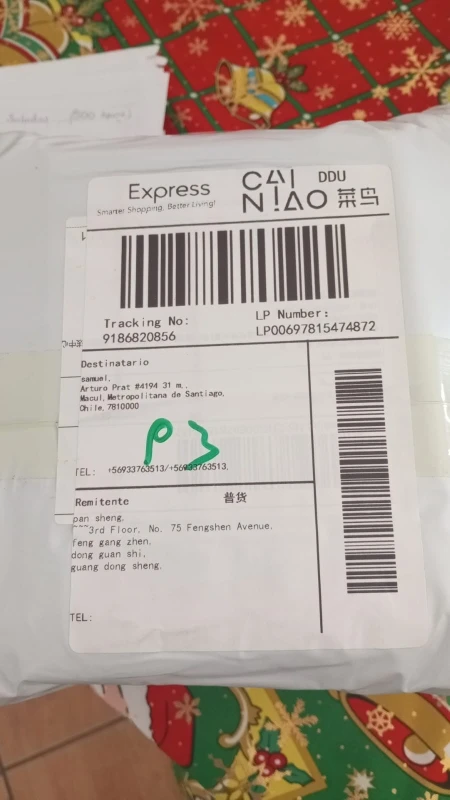 Express
Smarter Shopping, Better Living!
CAI NIAO 菜鸟
DDU
Tracking No:
9186820856
LP Number:
LP00697815474872
Destinatario
samuel,
Arturo Prat #4194 31 m.,
Macul, Metropolitana de Santiago,
Chile, 7810000
P3
TEL: +56933763513/+56933763513,
Remitente 普货
pan sheng,
~~~3rd Floor, No. 75 Fengshen Avenue,
feng gang zhen,
dong guan shi,
guang dong sheng,
TEL: